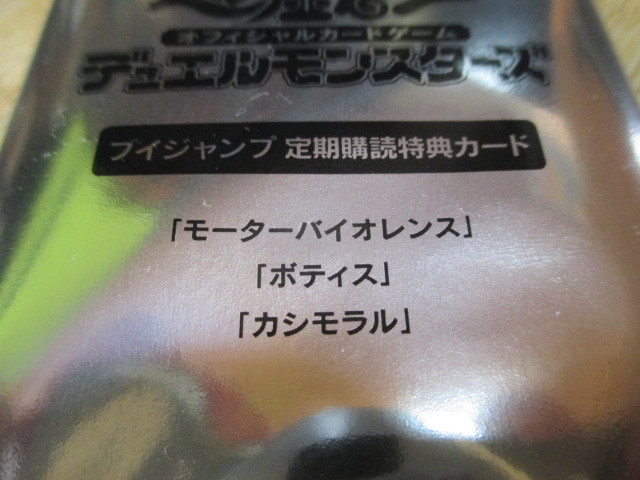 オフィシャルカードゲーム
デュエルモンスターズ
ブイジャンプ 定期購読特典カード
「モーターバイオレンス」
「ボティス」
「カシモラル」